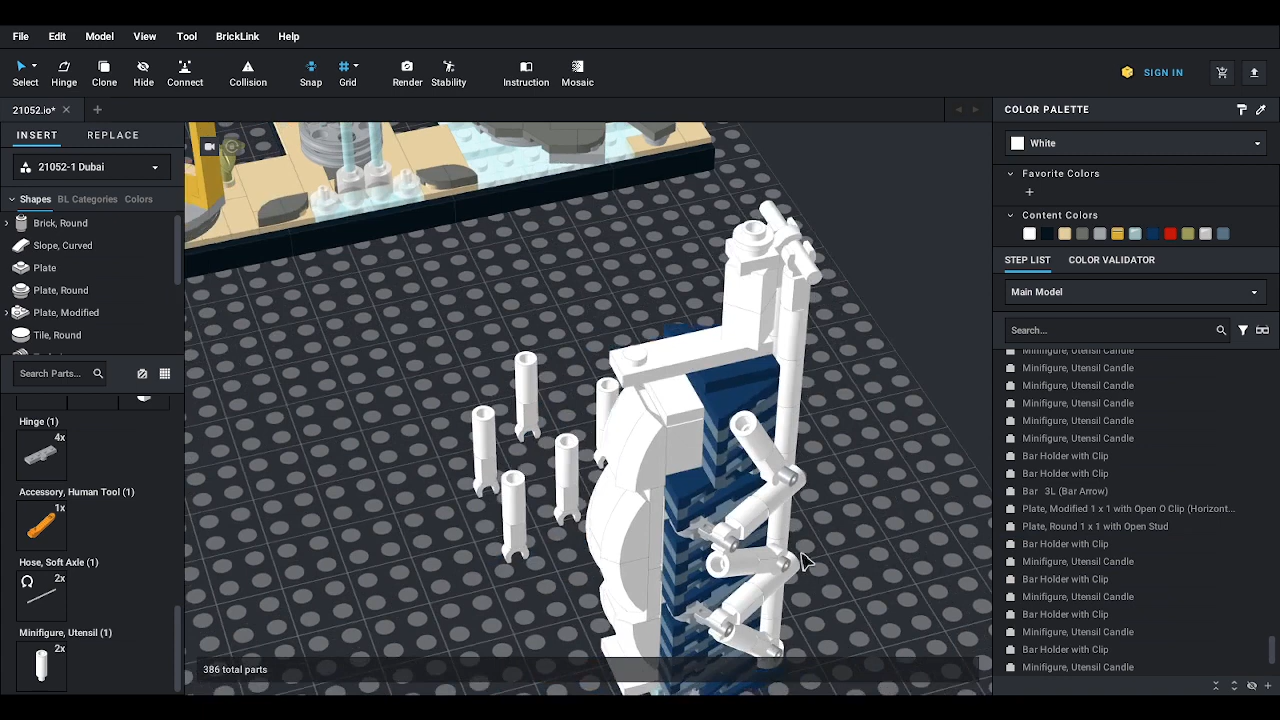 File Edit Model View Tool BrickLink Help
Select Hinge Clone Hide Connect Collision Snap Grid Render Stability Instruction Mosaic SIGN IN
21052.io*
INSERT REPLACE
21052-1 Dubai
Shapes BL Categories Colors
Brick, Round
Slope, Curved
Plate
Plate, Round
Plate, Modified
Tile, Round
Search Parts...
Hinge (1)
4x
Accessory, Human Tool (1)
1x
Hose, Soft Axle (1)
2x
Minifigure, Utensil (1)
2x
386 total parts
COLOR PALETTE
White
Favorite Colors
Content Colors
STEP LIST COLOR VALIDATOR
Main Model
Search...
Minifigure, Utensil Candle
Minifigure, Utensil Candle
Minifigure, Utensil Candle
Minifigure, Utensil Candle
Minifigure, Utensil Candle
Minifigure, Utensil Candle
Bar Holder with Clip
Bar Holder with Clip
Bar 3L (Bar Arrow)
Plate, Modified 1 x 1 with Open O Clip (Horizont...
Plate, Round 1 x 1 with Open Stud
Bar Holder with Clip
Minifigure, Utensil Candle
Bar Holder with Clip
Minifigure, Utensil Candle
Bar Holder with Clip
Minifigure, Utensil Candle
Bar Holder with Clip
Minifigure, Utensil Candle